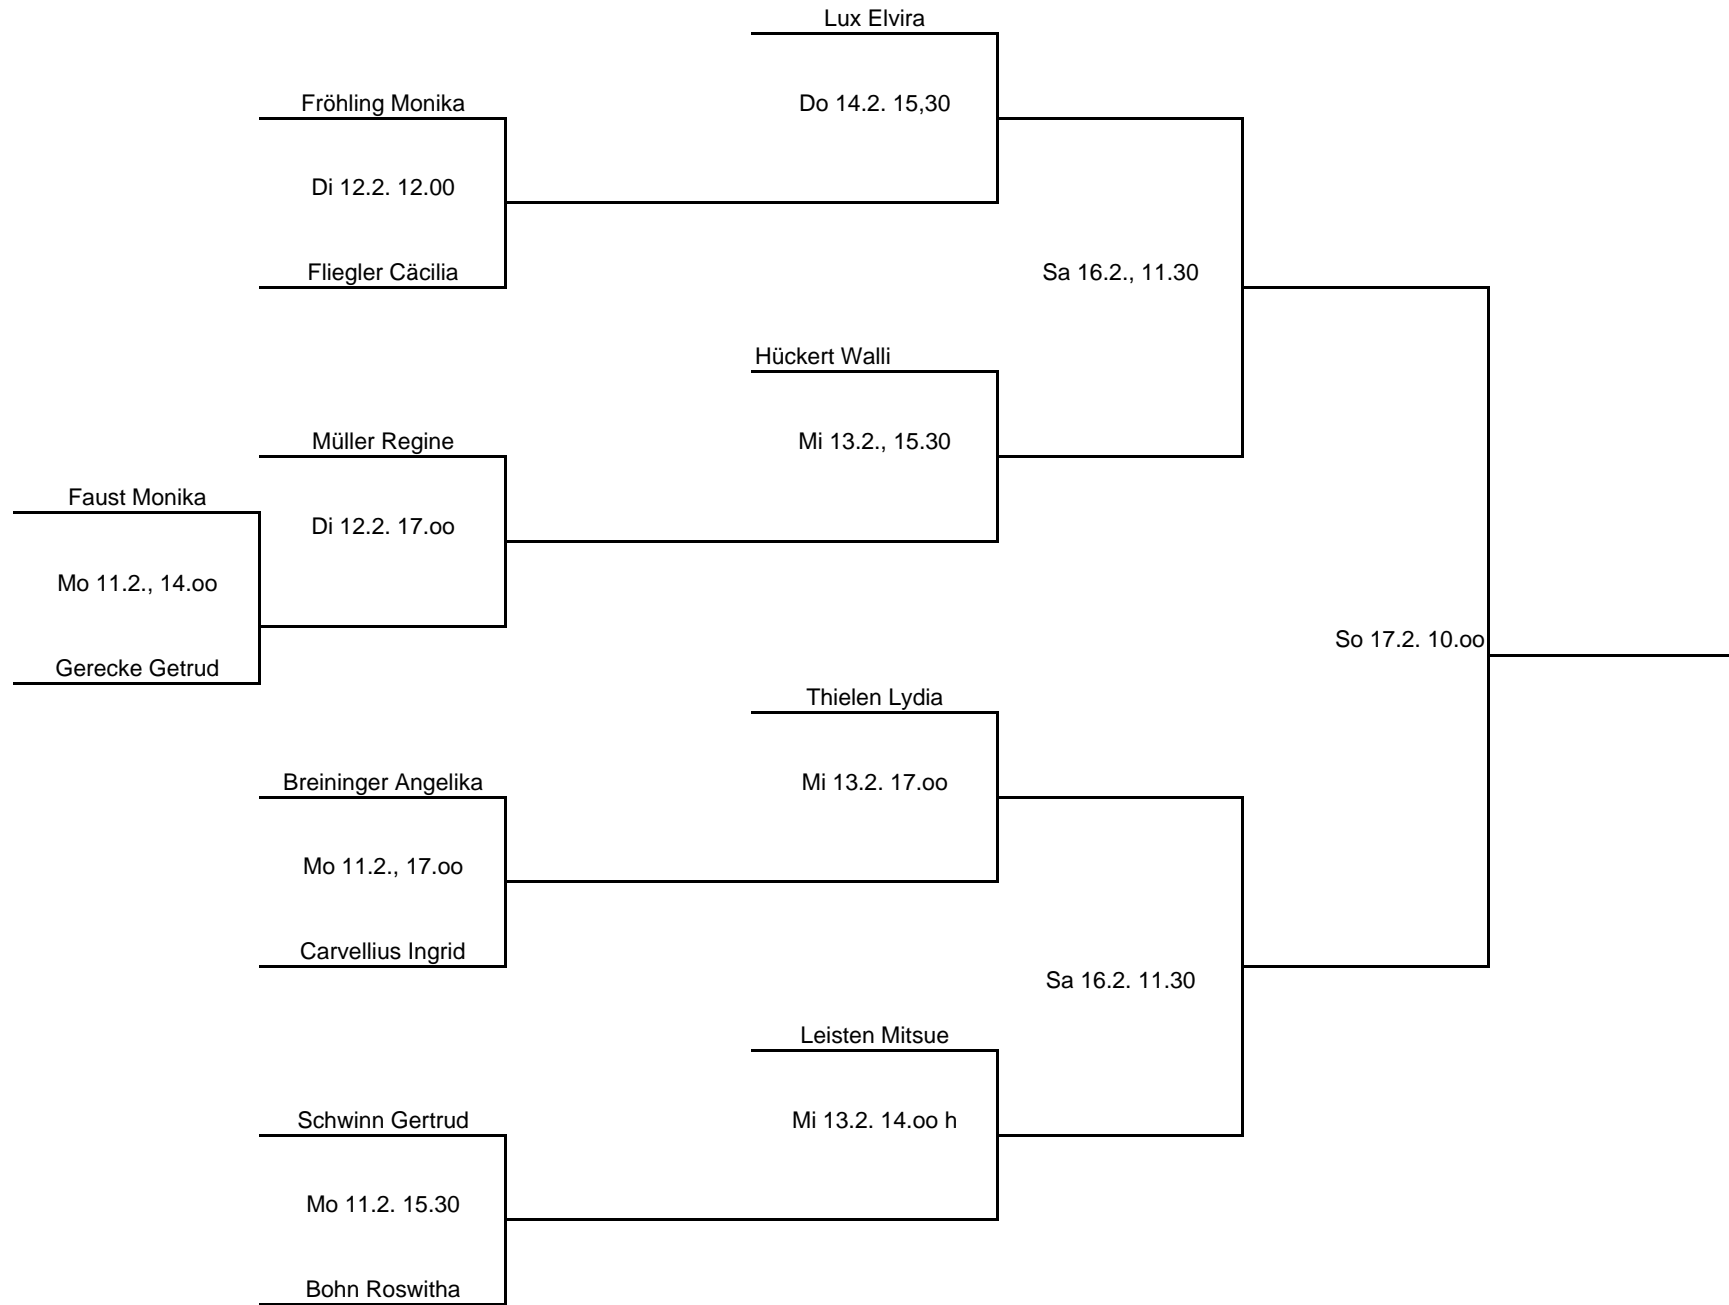 Lux Elvira
Fröhling Monika
Do 14.2. 15,30
Di 12.2. 12.00
Fliegler Cäcilia
Sa 16.2., 11.30
Hückert Walli
Müller Regine
Mi 13.2., 15.30
Faust Monika
Di 12.2. 17.oo
Mo 11.2., 14.oo
So 17.2. 10.oo
Gerecke Getrud
Thielen Lydia
Breininger Angelika
Mi 13.2. 17.oo
Mo 11.2., 17.oo
Carvellius Ingrid
Sa 16.2. 11.30
Leisten Mitsue
Schwinn Gertrud
Mi 13.2. 14.oo h
Mo 11.2. 15.30
Bohn Roswitha